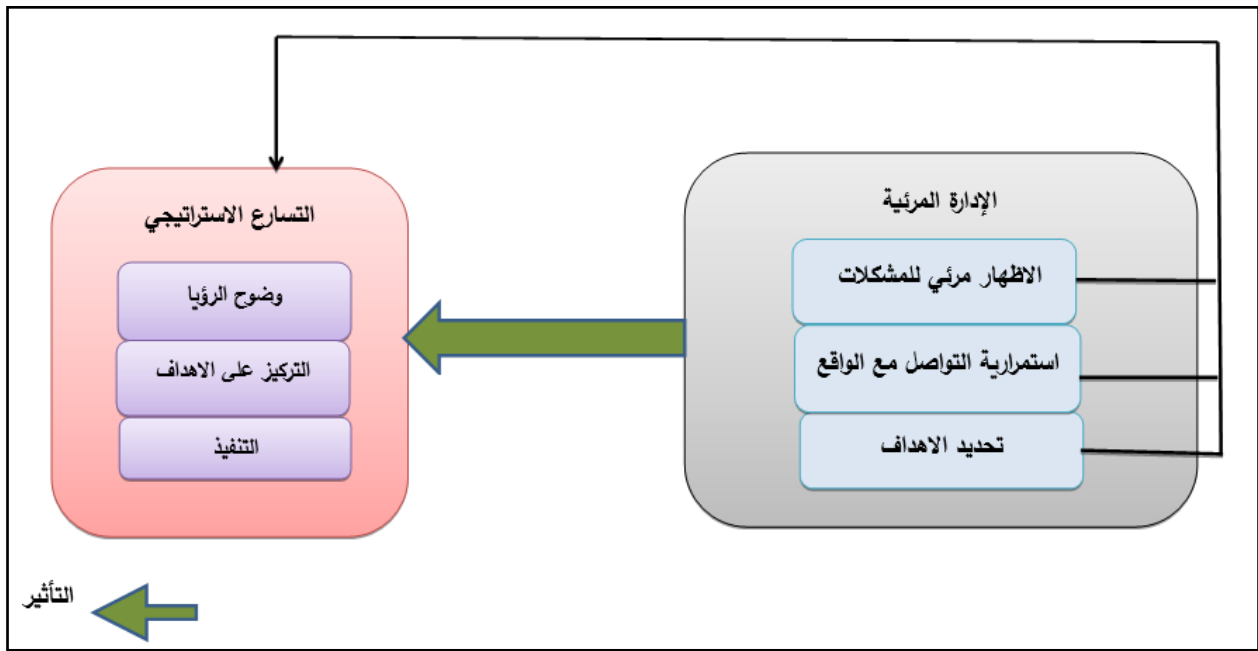 الإدارة المرئية
الاظهار مرئي للمشكلات
استمرارية التواصل مع الواقع
تحديد الاهداف
التسارع الاستراتيجي
وضوح الرؤيا
التركيز على الاهداف
التنفيذ
التأثير